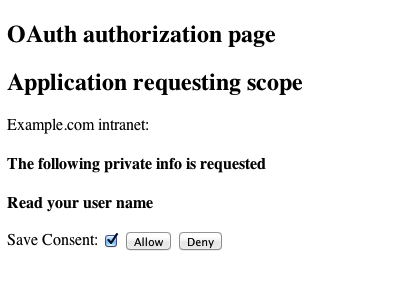 OAuth authorization page
Application requesting scope
Example.com intranet:
The following private info is requested
Read your user name
Save Consent: Allow Deny